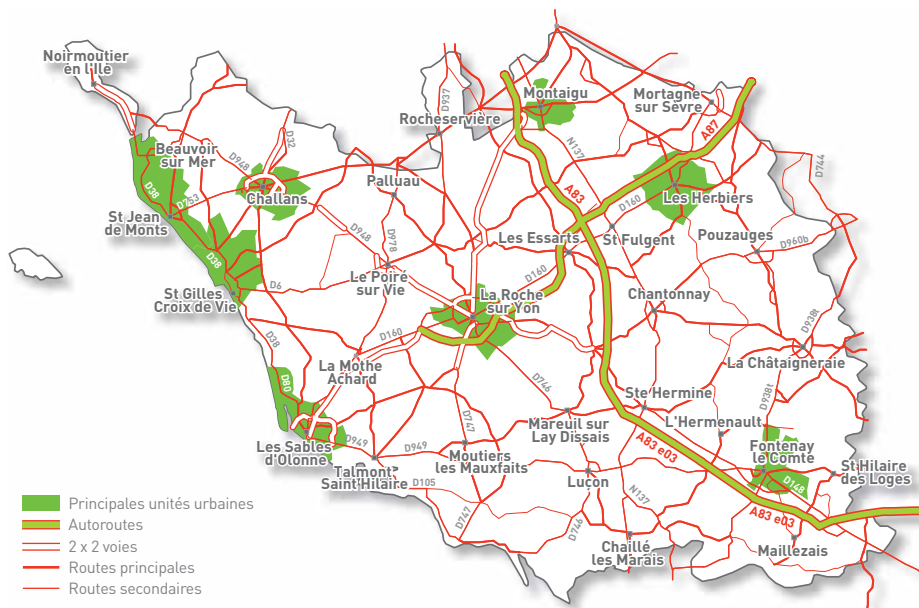 Noirmoutier
en l'Ile
D937
Montaigu
Mortagne
sur Sèvre
Rocheservière
A87
Beauvoir
sur Mer
D948
D32
N137
D744
D38
D753
Challans
Palluau
A83
D160
Les Herbiers
St Jean
de Monts
D948
D978
Les Essarts
St Fulgent
Pouzauges
D960b
D38
D6
Le Poiré
sur Vie
D160
St Gilles
Croix de Vie
La Roche
sur Yon
Chantonnay
D938t
D38
D160
La Mothe
Achard
La Châtaigneraie
D80
D746
Ste Hermine
D938t
D747
Mareuil sur
Lay Dissais
L'Hermenault
A83 e03
Les Sables
d'Olonne
D949
D949
Moutiers
les Mauxfaits
Fontenay
le Comte
Talmont
Saint Hilaire
D105
Luçon
D148
St Hilaire
des Loges
N137
D747
D746
A83 e03
Chaillé
les Marais
Maillezais
Principales unités urbaines
Autoroutes
2 x 2 voies
Routes principales
Routes secondaires